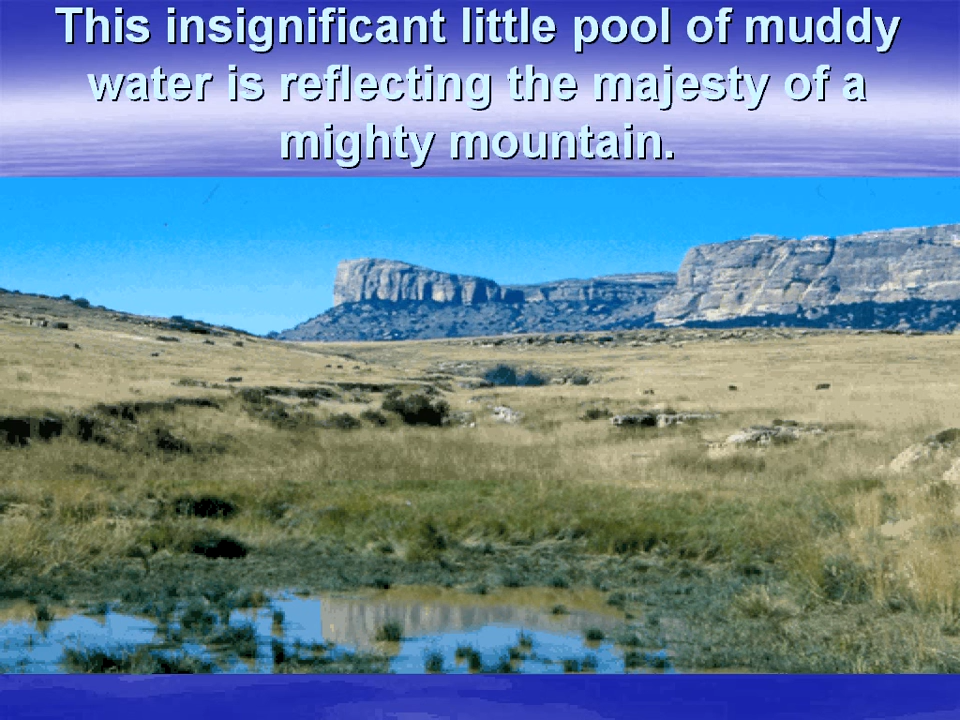 This insignificant little pool of muddy
water is reflecting the majesty of a
mighty mountain.